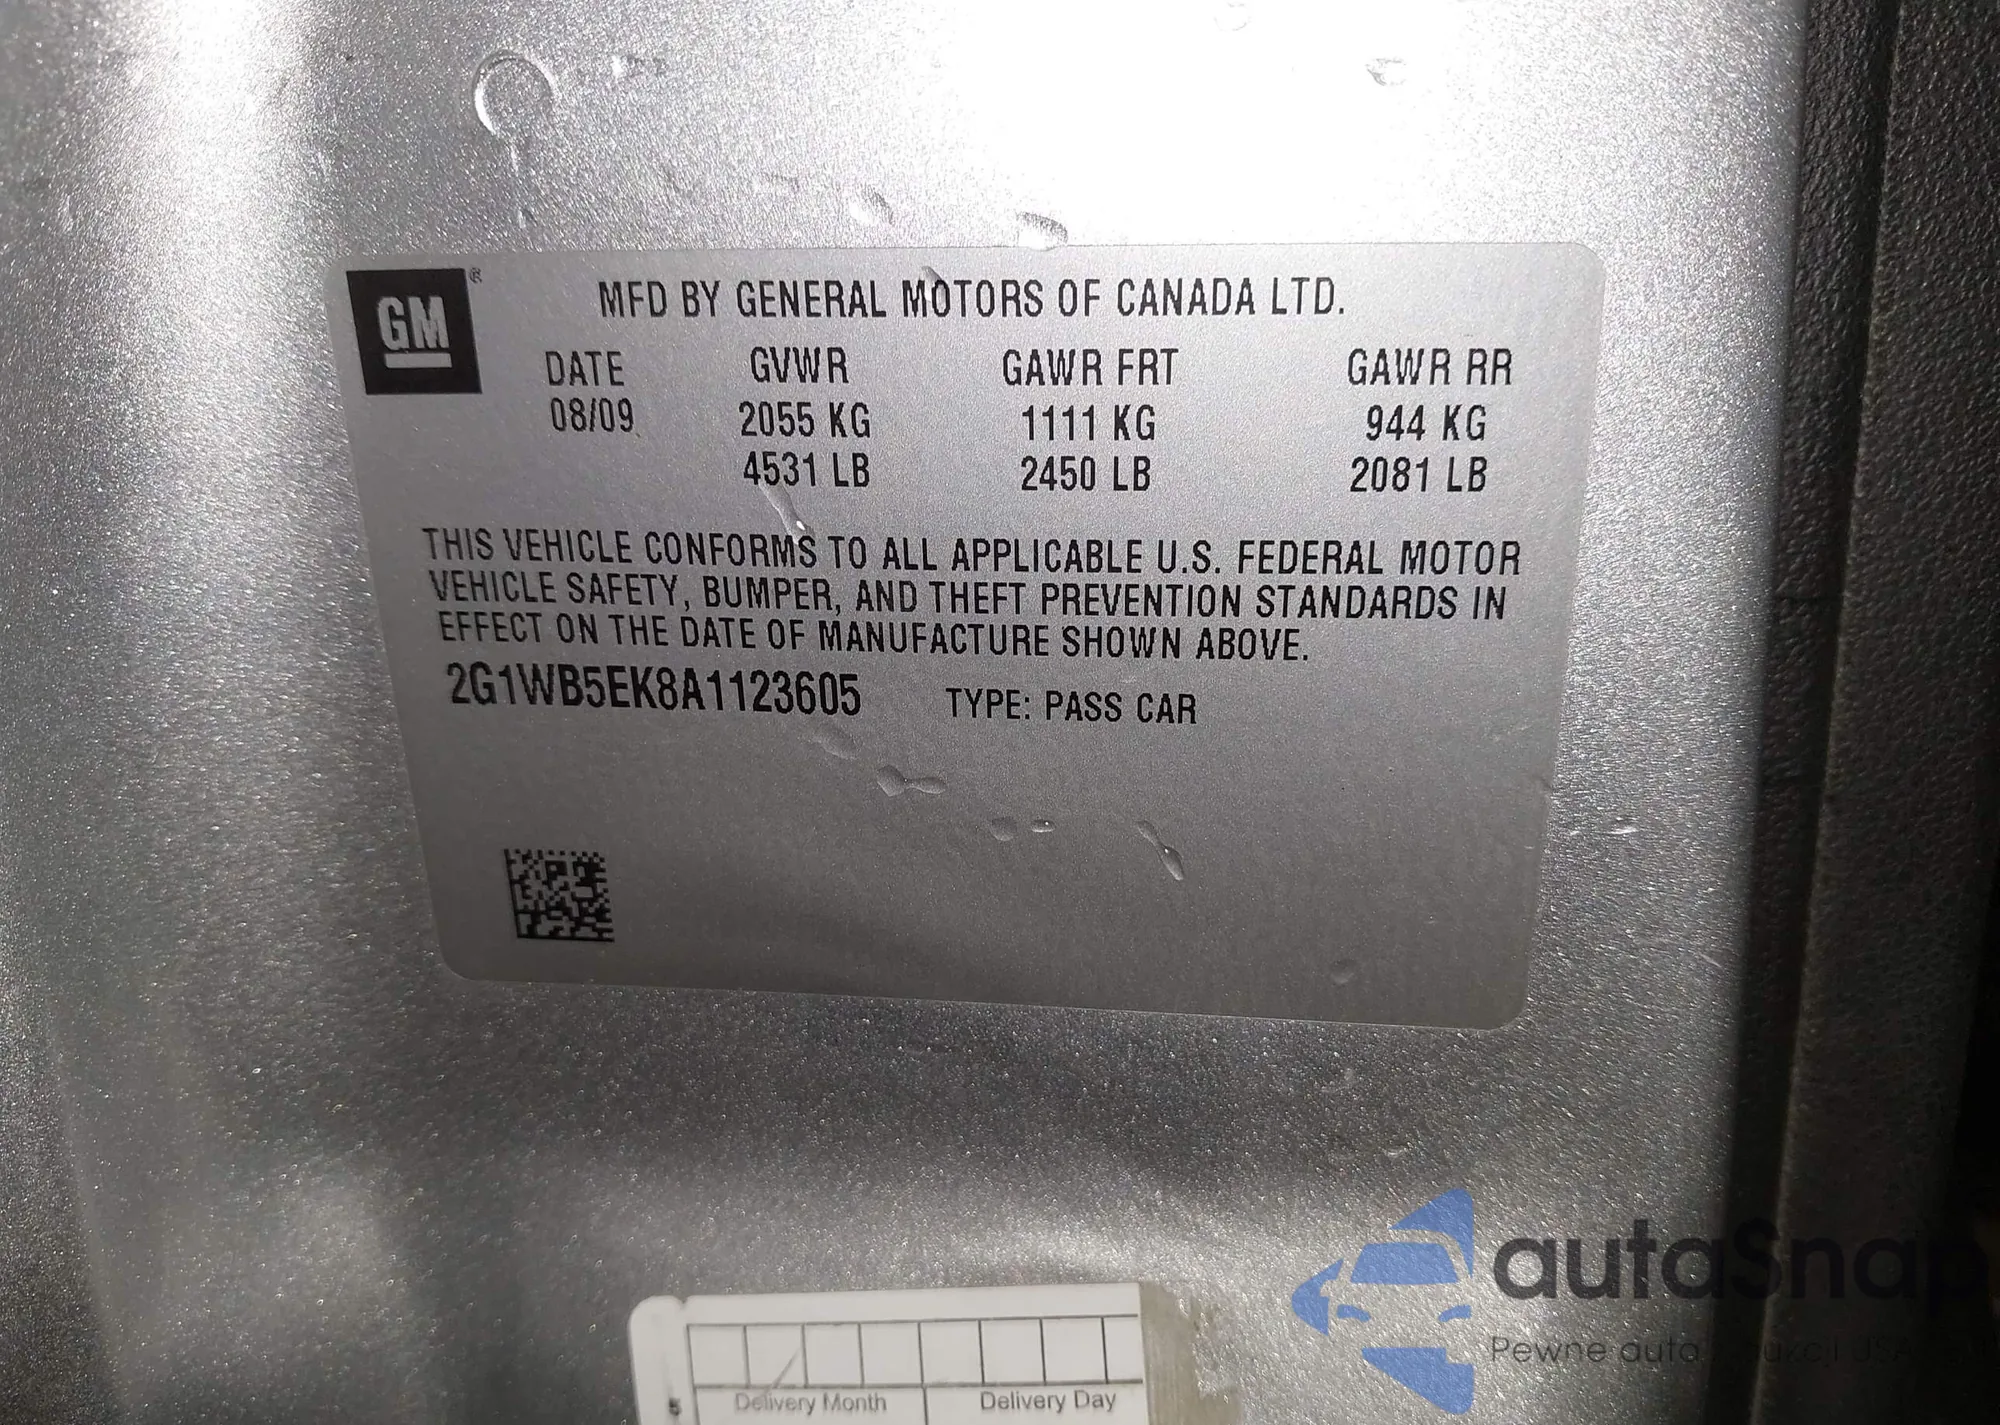 GM ®
MFD BY GENERAL MOTORS OF CANADA LTD.
DATE GVWR GAWR FRT GAWR RR
08/09 2055 KG 1111 KG 944 KG
4531 LB 2450 LB 2081 LB
THIS VEHICLE CONFORMS TO ALL APPLICABLE U.S. FEDERAL MOTOR
VEHICLE SAFETY, BUMPER, AND THEFT PREVENTION STANDARDS IN
EFFECT ON THE DATE OF MANUFACTURE SHOWN ABOVE.
2G1WB5EK8A1123605 TYPE: PASS CAR
autaSnap
Pewne auta
5 Delivery Month Delivery Day